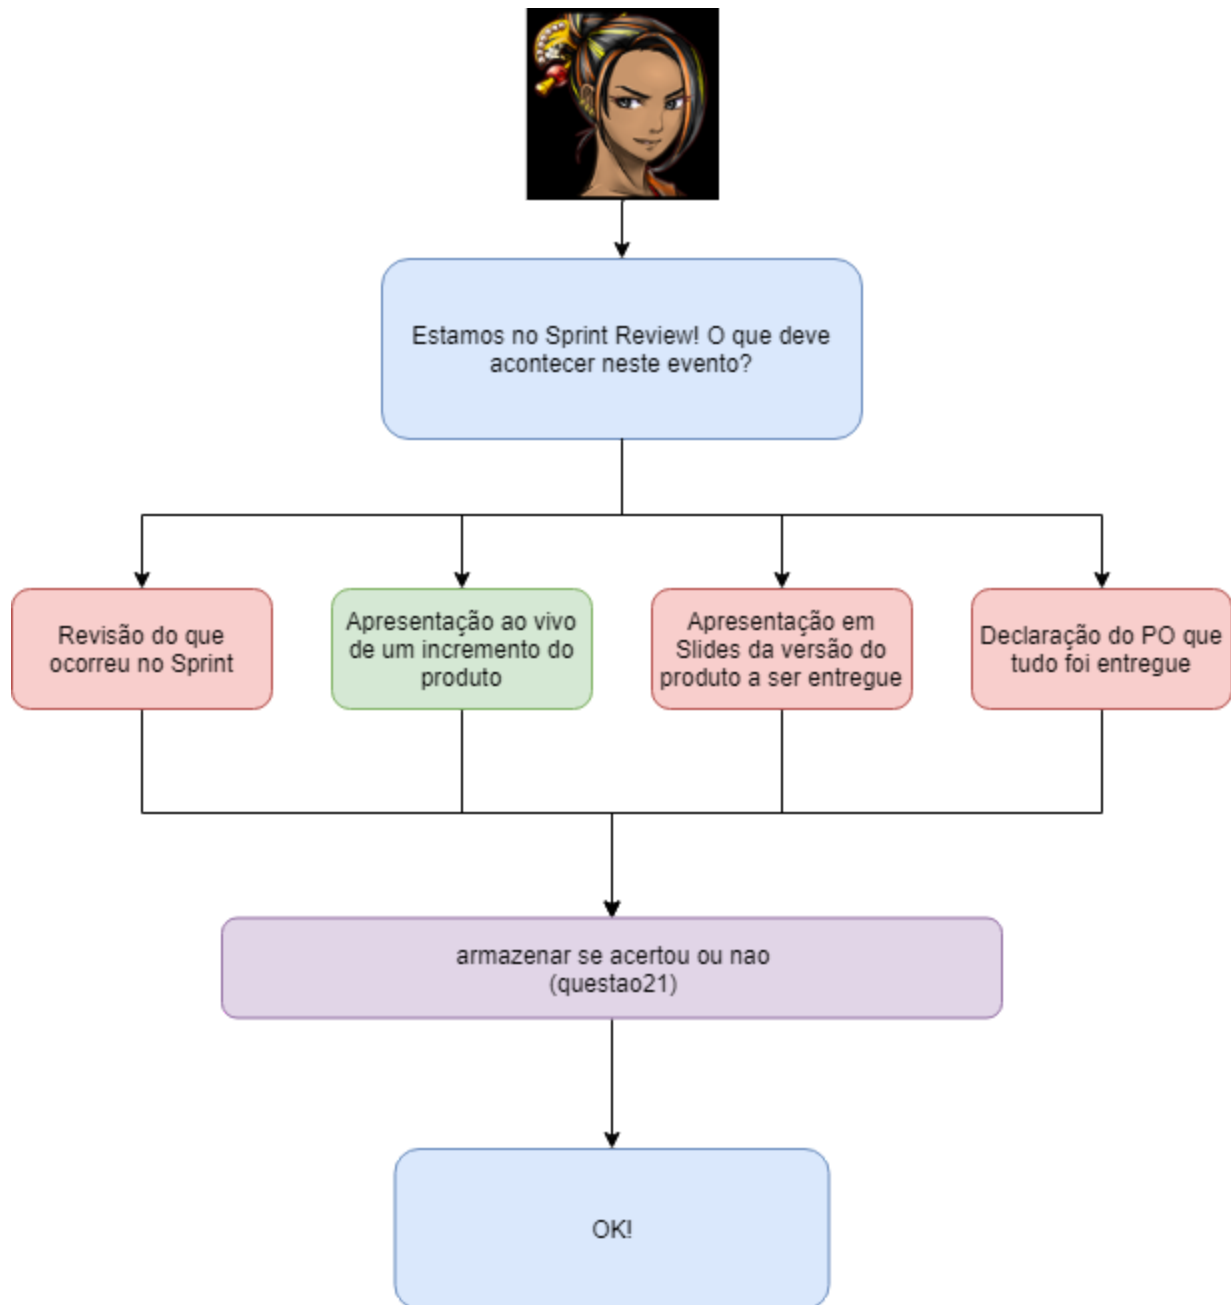 Estamos no Sprint Review! O que deve
acontecer neste evento?
Revisão do que
ocorreu no Sprint
Apresentação ao vivo
de um incremento do
produto
Apresentação em
Slides da versão do
produto a ser entregue
Declaração do PO que
tudo foi entregue
armazenar se acertou ou nao
(questao21)
OK!